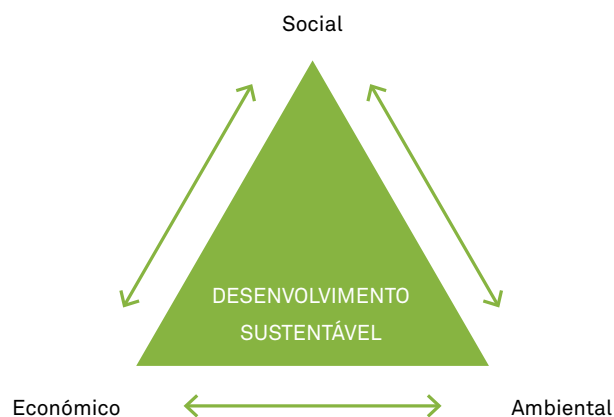 Social
DESENVOLVIMENTO
SUSTENTÁVEL
Económico
Ambiental